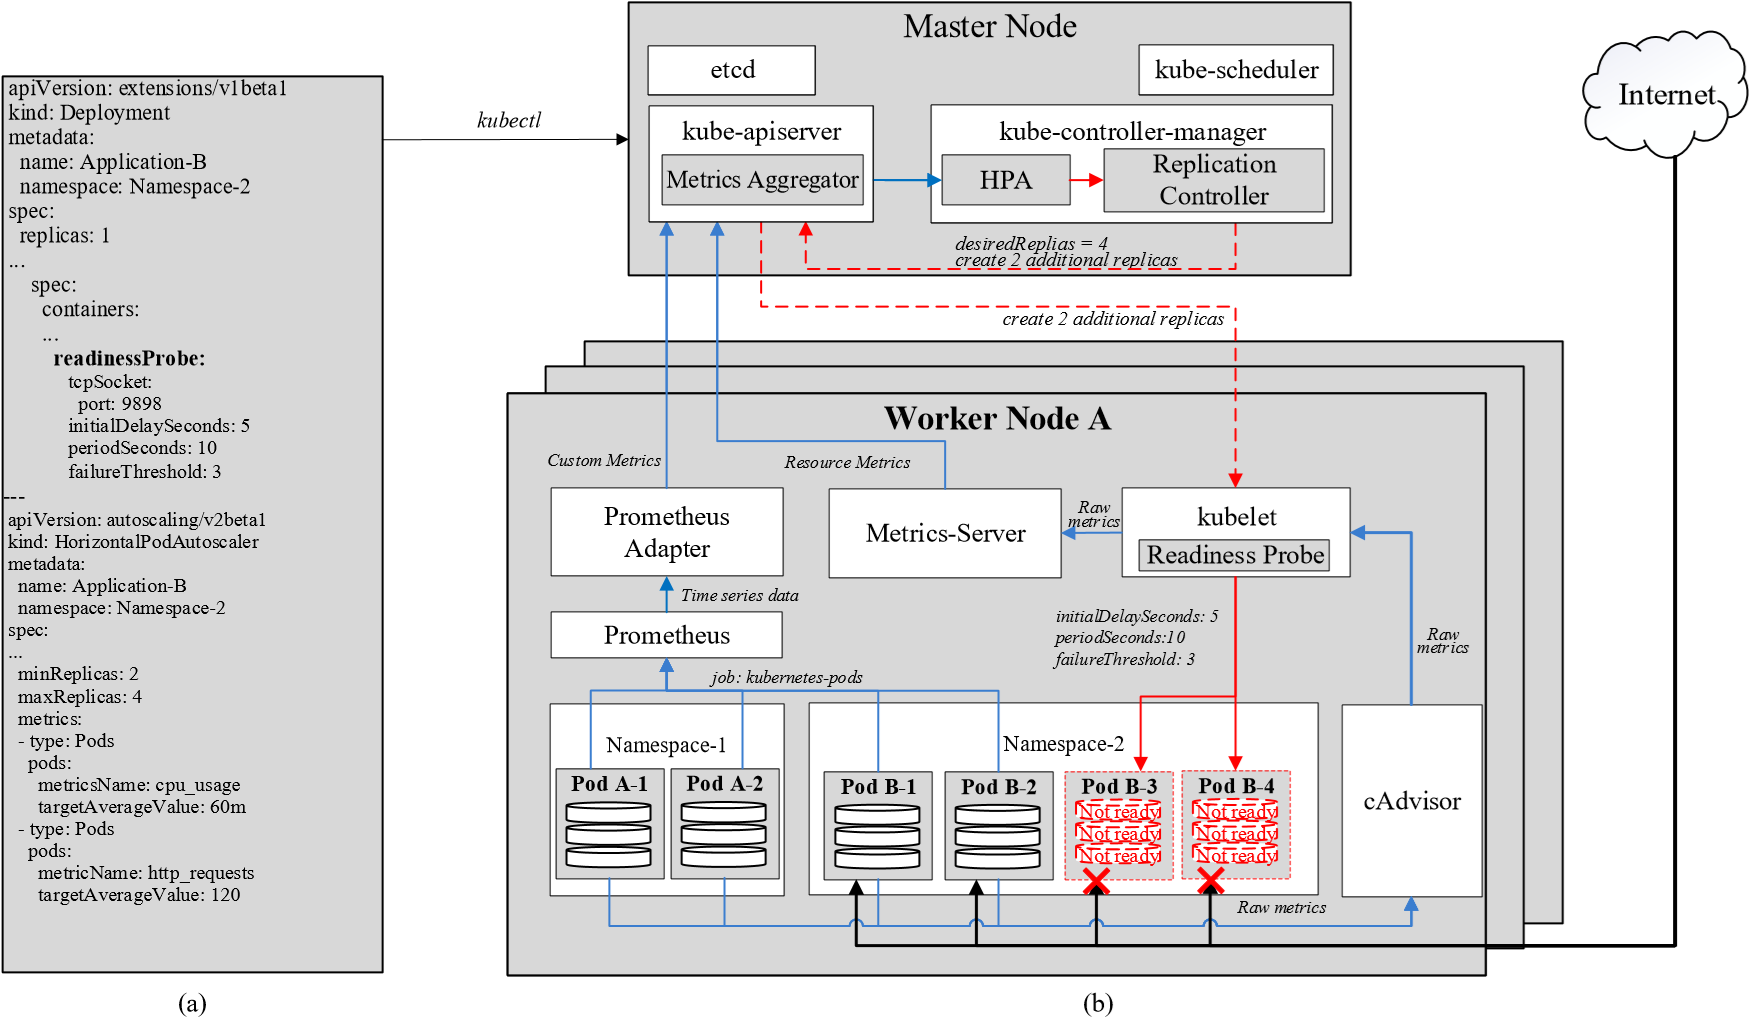 apiVersion: extensions/v1beta1
kind: Deployment
metadata:
name: Application-B
namespace: Namespace-2
spec:
replicas: 1
...
spec:
containers:
...
readinessProbe:
tcpSocket:
port: 9898
initialDelaySeconds: 5
periodSeconds: 10
failureThreshold: 3
---
apiVersion: autoscaling/v2beta1
kind: HorizontalPodAutoscaler
metadata:
name: Application-B
namespace: Namespace-2
spec:
...
minReplicas: 2
maxReplicas: 4
metrics:
- type: Pods
pods:
metricsName: cpu_usage
targetAverageValue: 60m
- type: Pods
pods:
metricName: http_requests
targetAverageValue: 120
(a)
kubectl
Master Node
etcd
kube-scheduler
kube-apiserver
Metrics Aggregator
kube-controller-manager
HPA
Replication
Controller
desiredReplias = 4
create 2 additional replicas
create 2 additional replicas
Internet
Worker Node A
Custom Metrics
Resource Metrics
Prometheus
Adapter
Metrics-Server
Raw
metrics
kubelet
Readiness Probe
Time series data
Prometheus
initialDelaySeconds: 5
periodSeconds:10
failureThreshold: 3
Raw
metrics
job: kubernetes-pods
Namespace-1
Pod A-1
Pod A-2
Namespace-2
Pod B-1
Pod B-2
Pod B-3
Not ready
Not ready
Not ready
Pod B-4
Not ready
Not ready
Not ready
cAdvisor
Raw metrics
(b)